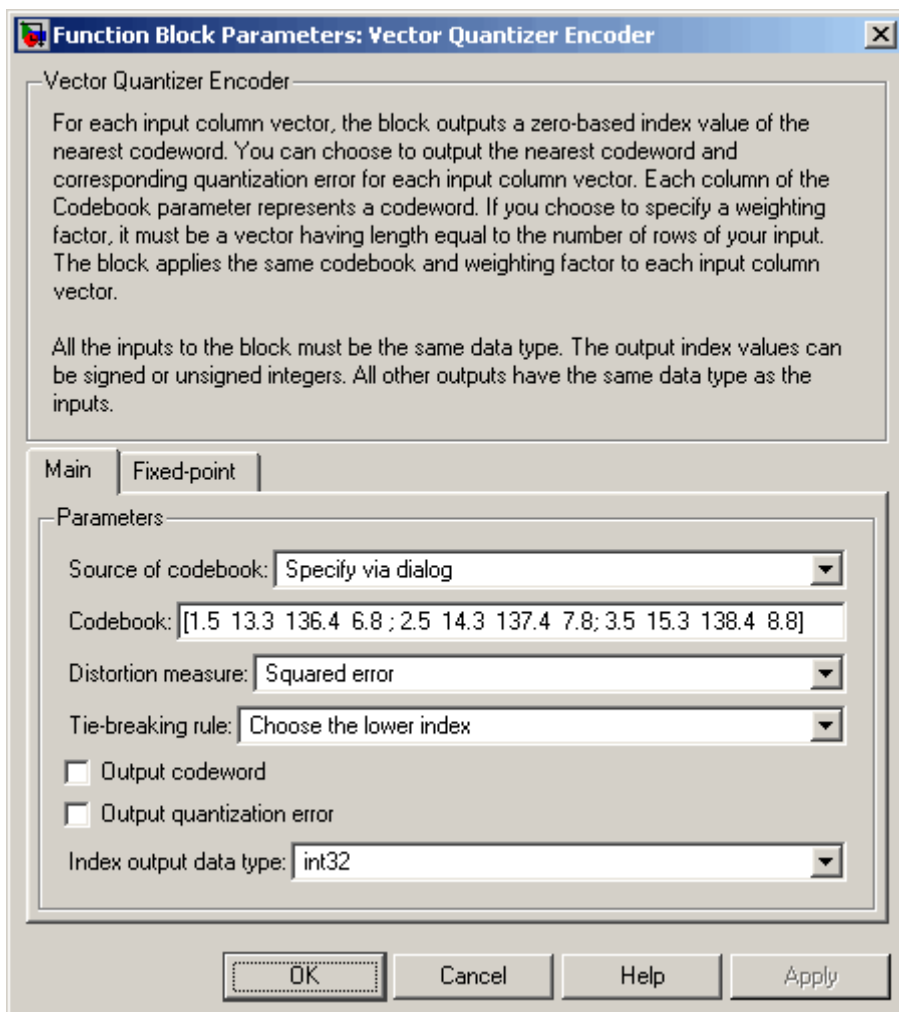 Function Block Parameters: Vector Quantizer Encoder
Vector Quantizer Encoder
For each input column vector, the block outputs a zero-based index value of the
nearest codeword. You can choose to output the nearest codeword and
corresponding quantization error for each input column vector. Each column of the
Codebook parameter represents a codeword. If you choose to specify a weighting
factor, it must be a vector having length equal to the number of rows of your input.
The block applies the same codebook and weighting factor to each input column
vector.
All the inputs to the block must be the same data type. The output index values can
be signed or unsigned integers. All other outputs have the same data type as the
inputs.
Main Fixed-point
Parameters
Source of codebook: Specify via dialog
Codebook: [1.5 13.3 136.4 6.8 ; 2.5 14.3 137.4 7.8; 3.5 15.3 138.4 8.8]
Distortion measure: Squared error
Tie-breaking rule: Choose the lower index
Output codeword
Output quantization error
Index output data type: int32
OK Cancel Help Apply